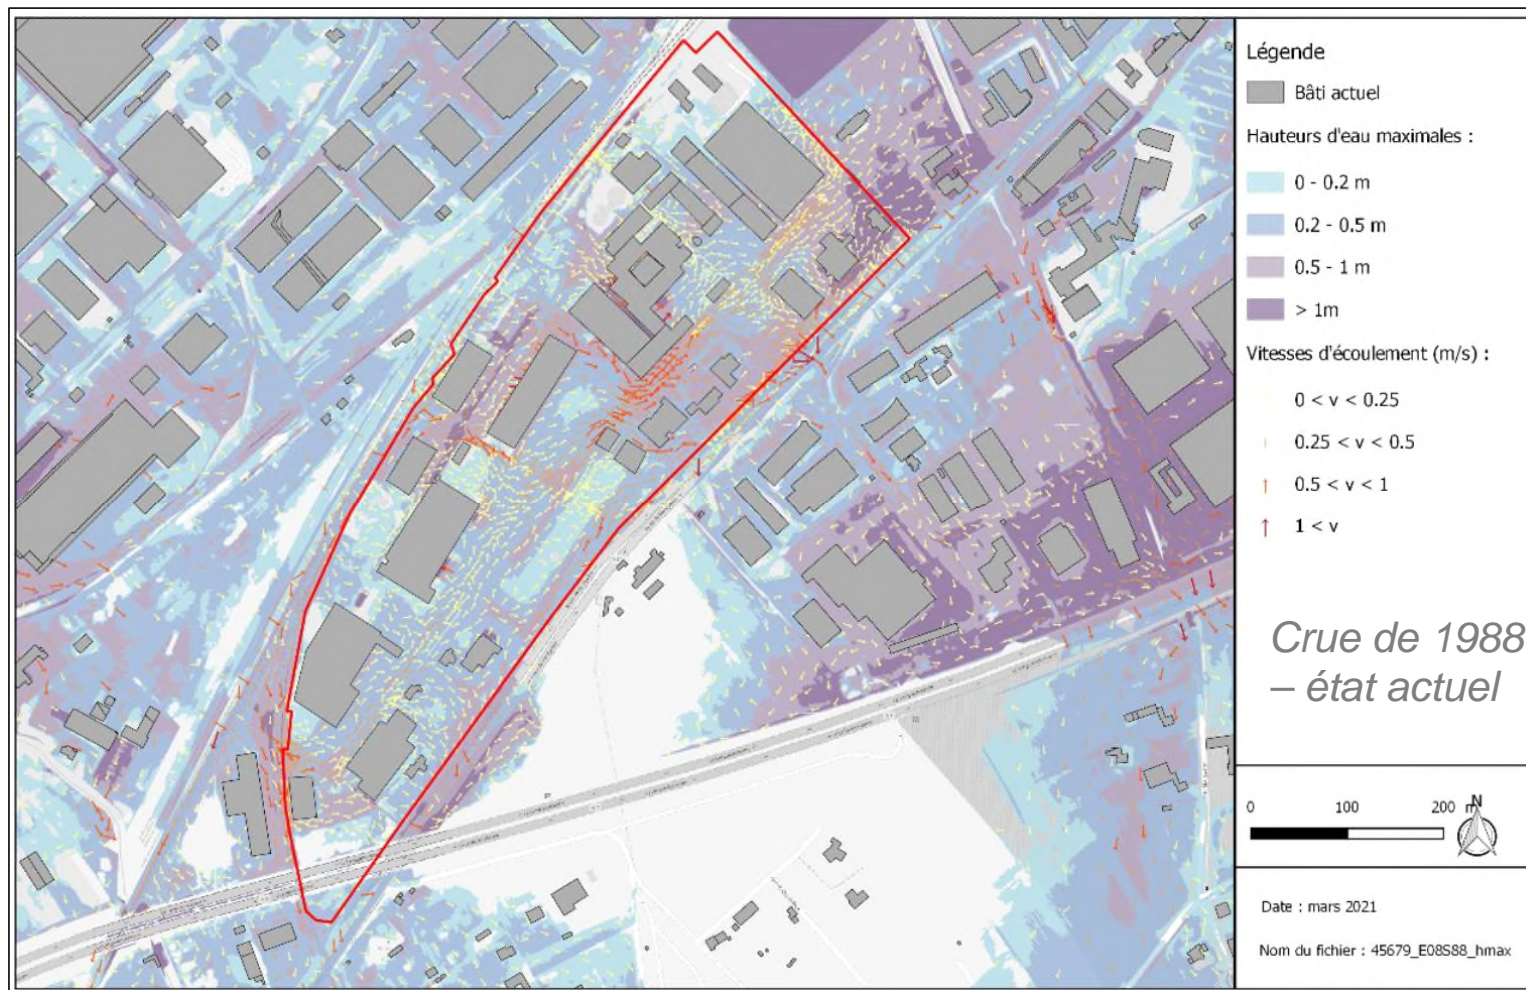 Légende
Bâti actuel
Hauteurs d'eau maximales :
0 - 0.2 m
0.2 - 0.5 m
0.5 - 1 m
> 1m
Vitesses d'écoulement (m/s) :
0 < v < 0.25
0.25 < v < 0.5
0.5 < v < 1
1 < v
Crue de 1988
– état actuel
0 100 200 m
N
Date : mars 2021
Nom du fichier : 45679_E08S88_hmax